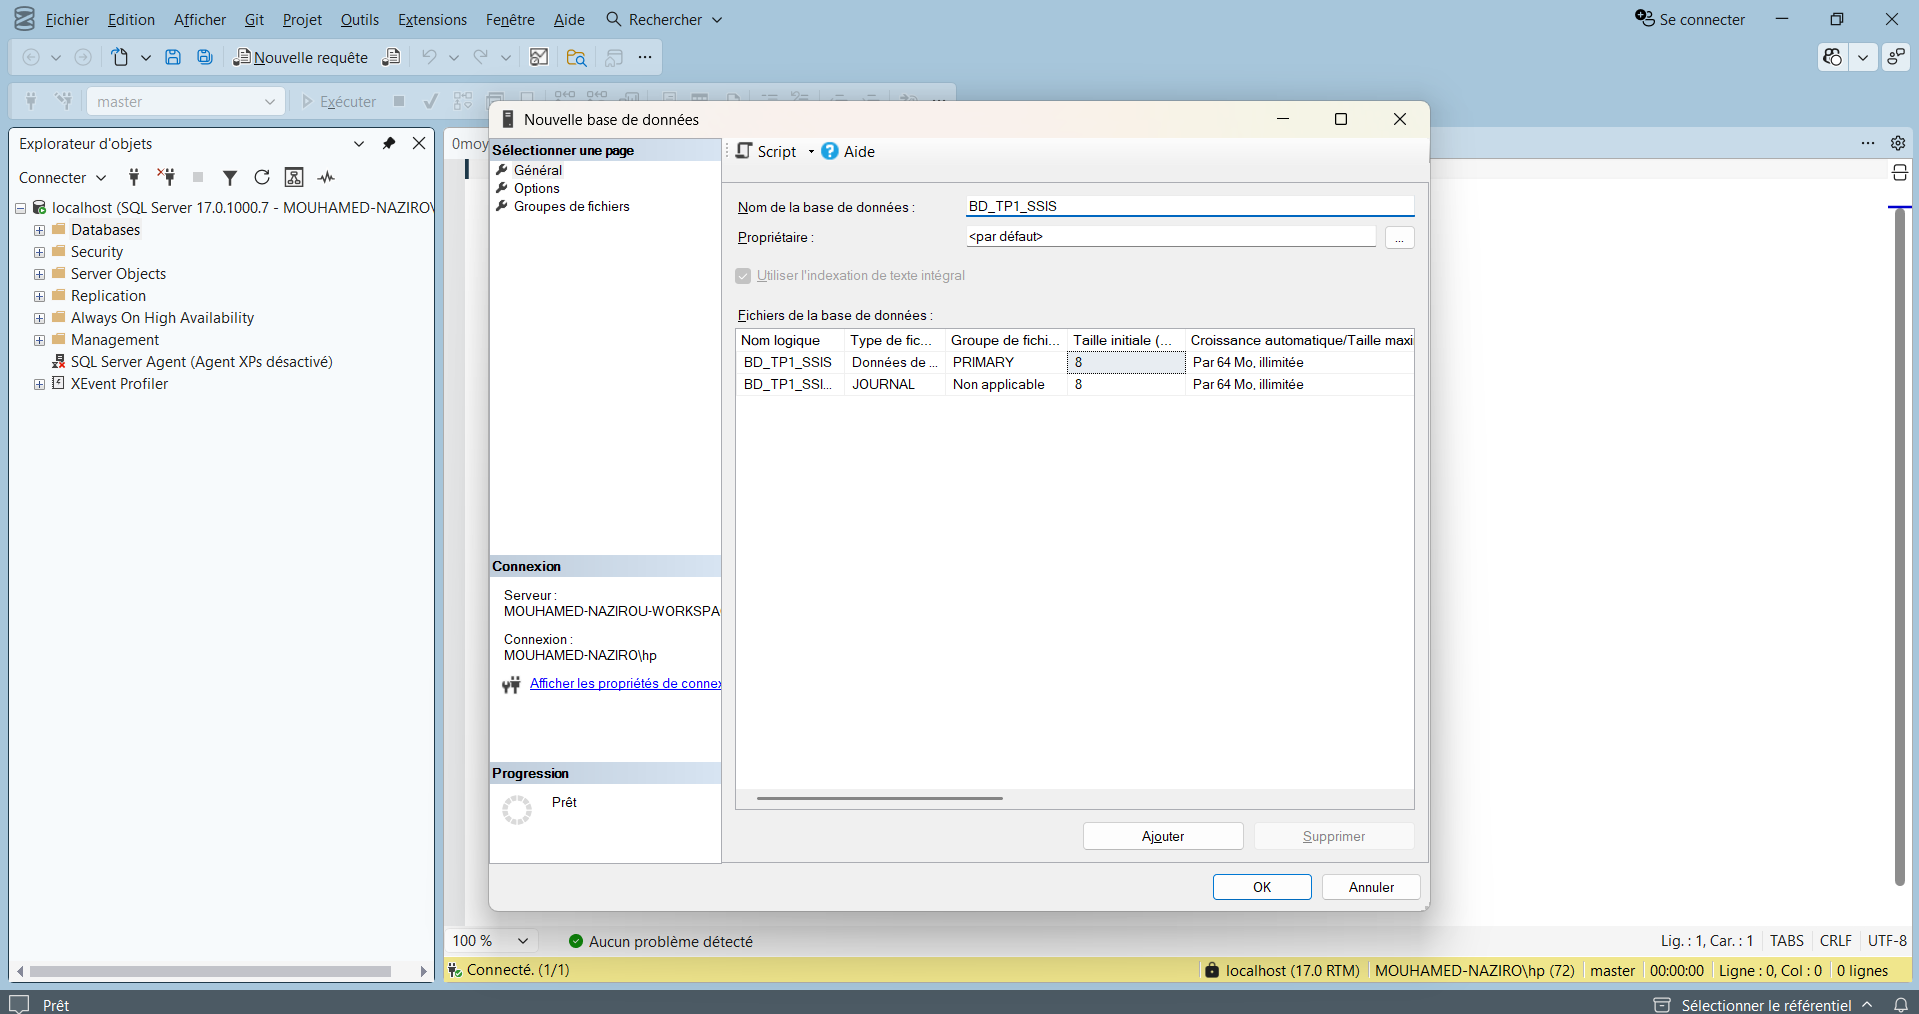 Fichier Edition Afficher Git Projet Outils Extensions Fenêtre Aide Rechercher Se connecter
Nouvelle requête
master Exécuter
Explorateur d'objets
Connecter
localhost (SQL Server 17.0.1000.7 - MOUHAMED-NAZIRO\
Databases
Security
Server Objects
Replication
Always On High Availability
Management
SQL Server Agent (Agent XPs désactivé)
XEvent Profiler
0moy
Nouvelle base de données
Sélectionner une page
Général
Options
Groupes de fichiers
Connexion
Serveur :
MOUHAMED-NAZIROU-WORKSPA
Connexion :
MOUHAMED-NAZIRO\hp
Afficher les propriétés de connex
Progression
Prêt
Script Aide
Nom de la base de données : BD_TP1_SSIS
Propriétaire : <par défaut> ...
Utiliser l'indexation de texte intégral
Fichiers de la base de données :
Nom logique Type de fic... Groupe de fichi... Taille initiale (... Croissance automatique/Taille maxi
BD_TP1_SSIS Données de ... PRIMARY 8 Par 64 Mo, illimitée
BD_TP1_SSI... JOURNAL Non applicable 8 Par 64 Mo, illimitée
Ajouter Supprimer
OK Annuler
100 % Aucun problème détecté Lig. : 1, Car. : 1 TABS CRLF UTF-8
Connecté. (1/1) localhost (17.0 RTM) MOUHAMED-NAZIRO\hp (72) master 00:00:00 Ligne : 0, Col : 0 0 lignes
Prêt Sélectionner le référentiel